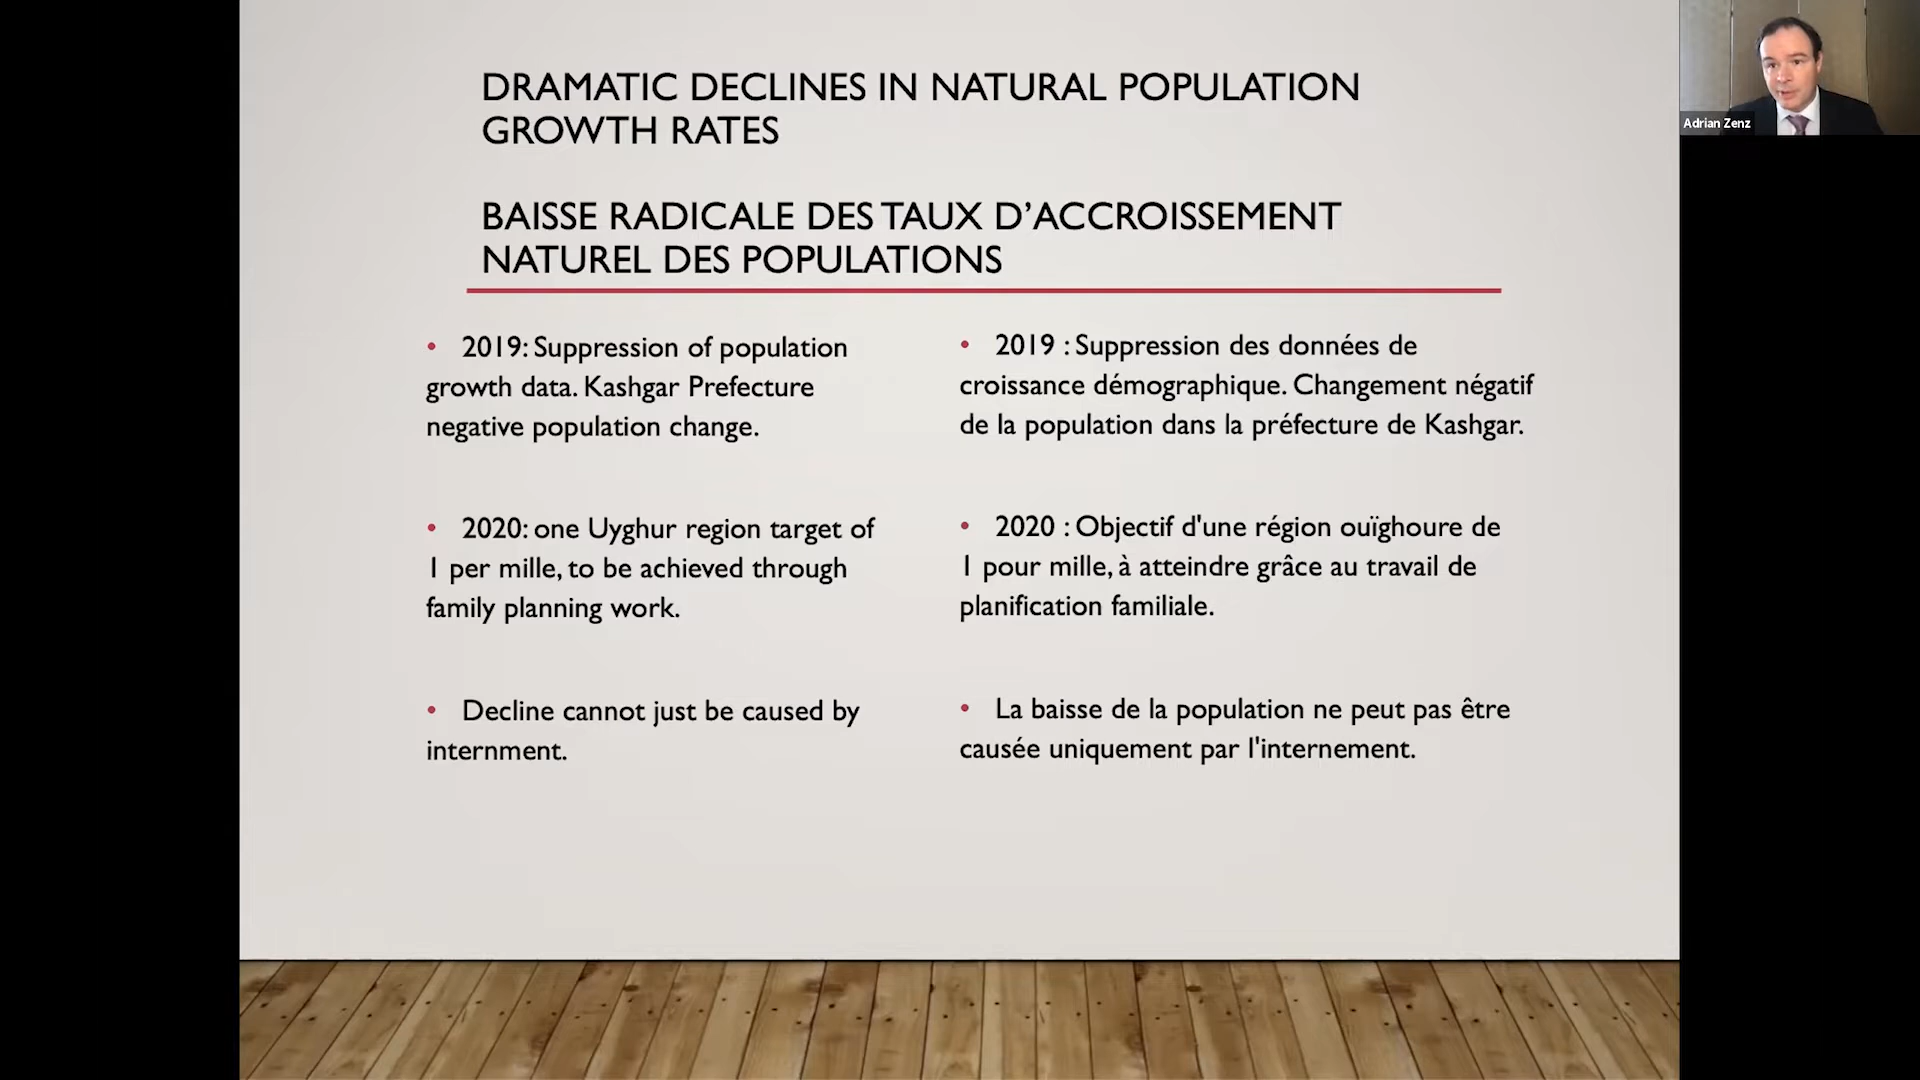 DRAMATIC DECLINES IN NATURAL POPULATION
GROWTH RATES
BAISSE RADICALE DES TAUX D’ACCROISSEMENT
NATUREL DES POPULATIONS
• 2019: Suppression of population
growth data. Kashgar Prefecture
negative population change.
• 2020: one Uyghur region target of
1 per mille, to be achieved through
family planning work.
• Decline cannot just be caused by
internment.
• 2019 : Suppression des données de
croissance démographique. Changement négatif
de la population dans la préfecture de Kashgar.
• 2020 : Objectif d'une région ouïghoure de
1 pour mille, à atteindre grâce au travail de
planification familiale.
• La baisse de la population ne peut pas être
causée uniquement par l'internement.
Adrian Zenz